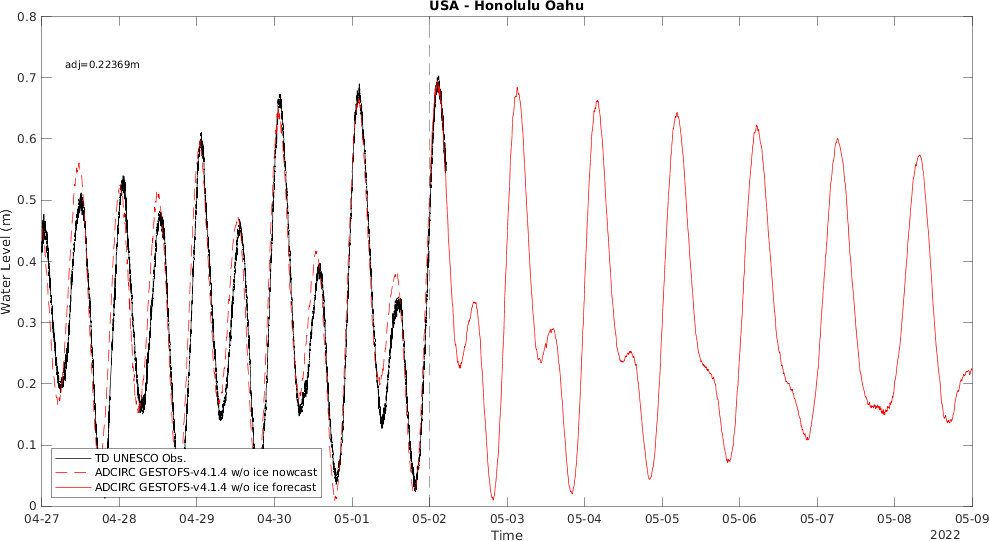 USA - Honolulu Oahu
adj=0.22369m
0.8
0.7
0.6
0.5
0.4
0.3
0.2
0.1
0
Water Level (m)
TD UNESCO Obs.
ADCIRC GESTOFS-v4.1.4 w/o ice nowcast
ADCIRC GESTOFS-v4.1.4 w/o ice forecast
04-27 04-28 04-29 04-30 05-01 05-02 05-03 05-04 05-05 05-06 05-07 05-08 05-09
Time
2022